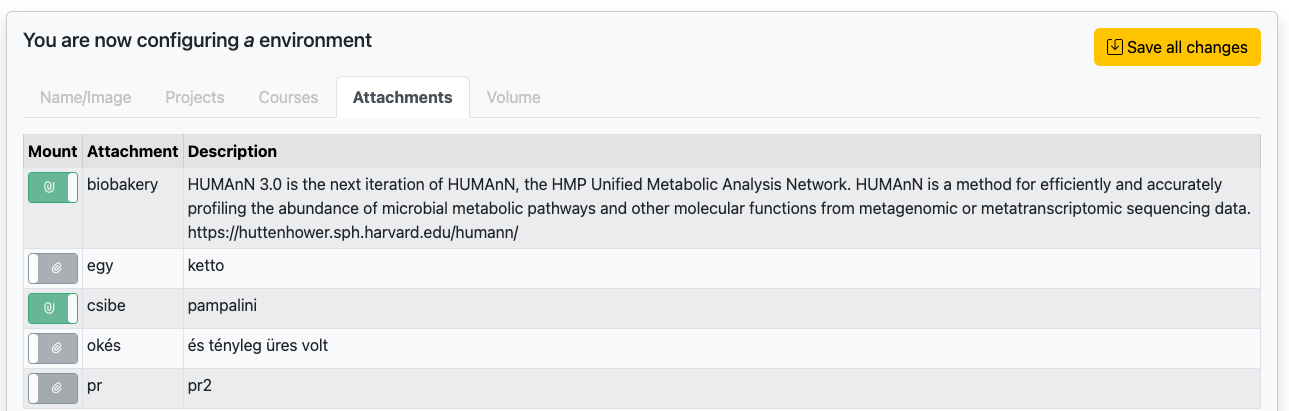 You are now configuring a environment
Save all changes
Name/Image Projects Courses Attachments Volume
Mount Attachment Description
biobakery HUMAnN 3.0 is the next iteration of HUMAnN, the HMP Unified Metabolic Analysis Network. HUMAnN is a method for efficiently and accurately
profiling the abundance of microbial metabolic pathways and other molecular functions from metagenomic or metatranscriptomic sequencing data.
https://huttenhower.sph.harvard.edu/humann/
egy ketto
csibe pampalini
okés és tényleg üres volt
pr pr2